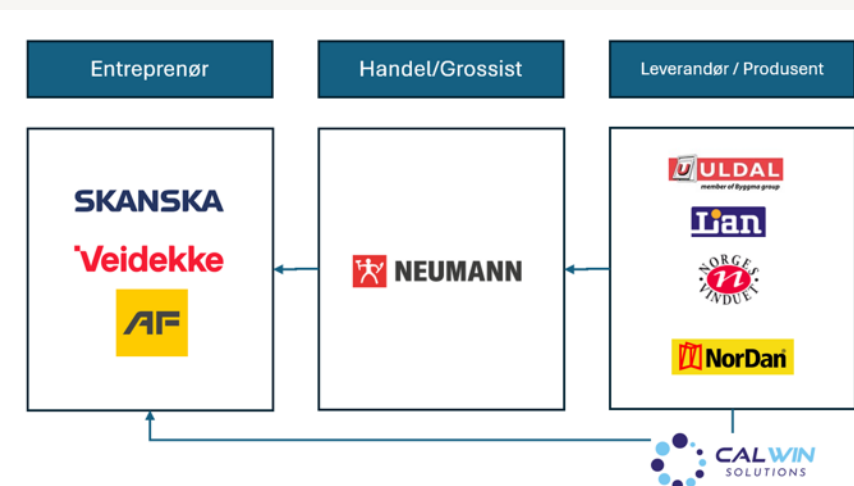 Entreprenør
Handel/Grossist
Leverandør / Produsent
SKANSKA
Veidekke
AF
NEUMANN
U ULDAL
member of Byggma group
Lian
NORGES
n
VINDUET
NorDan
CALWIN
SOLUTIONS